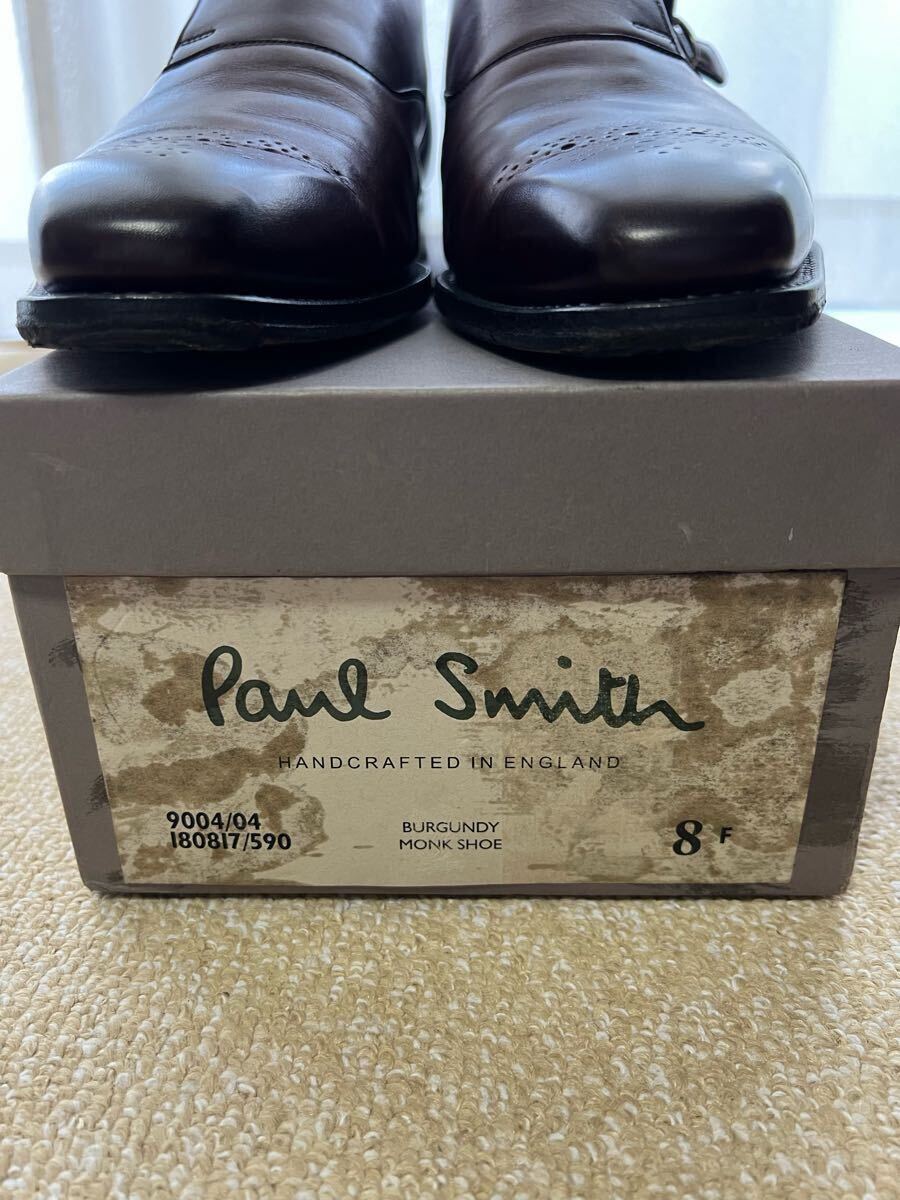 Paul Smith
HANDCRAFTED IN ENGLAND
9004/04
180817/590
BURGUNDY
MONK SHOE
8 F